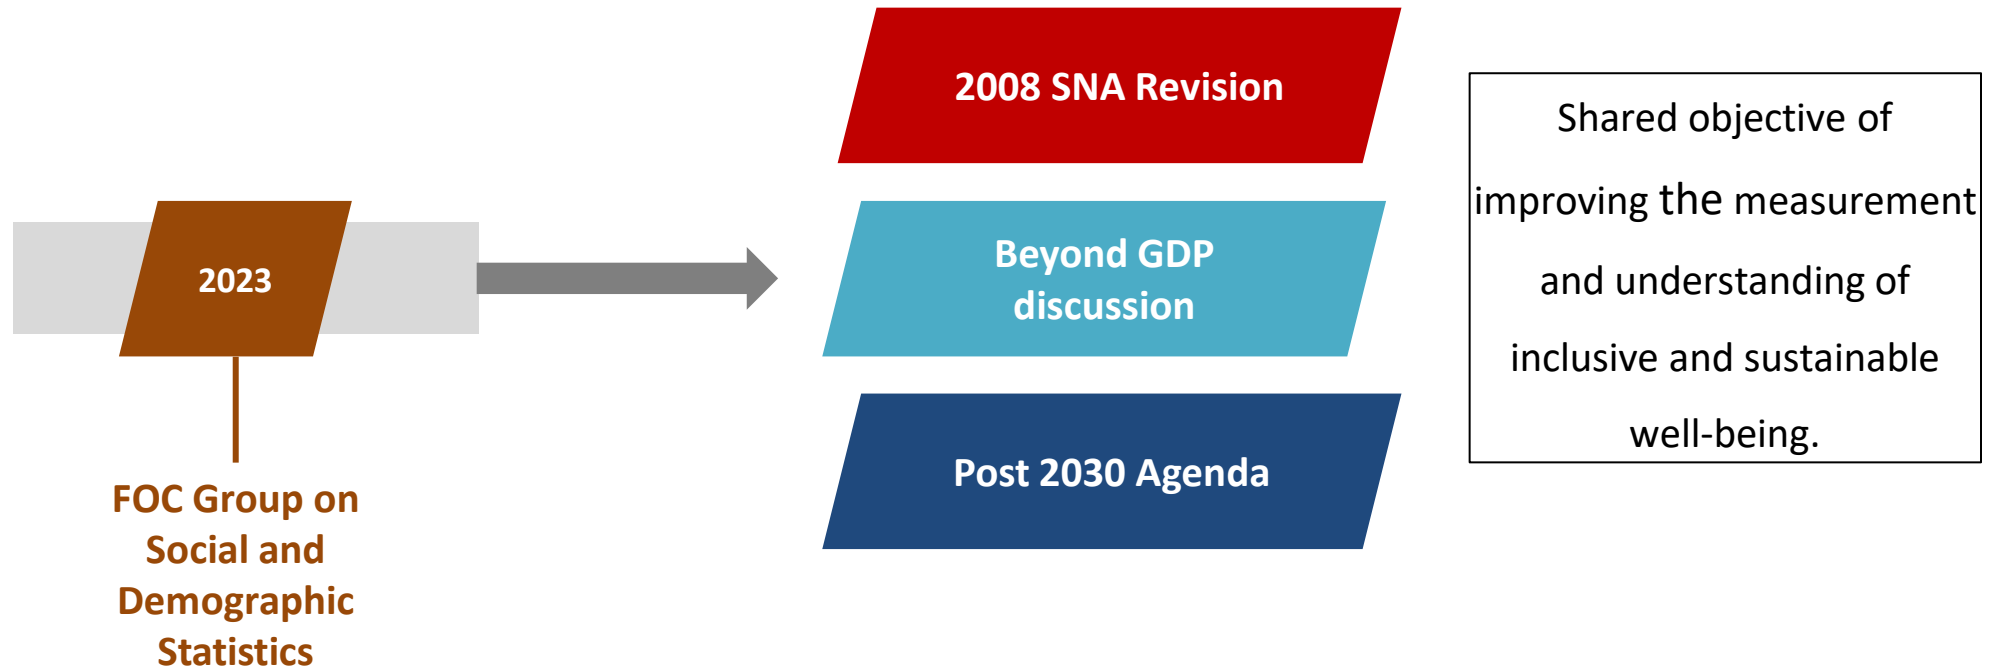 2023
FOC Group on
Social and
Demographic
Statistics
2008 SNA Revision
Beyond GDP
discussion
Post 2030 Agenda
Shared objective of
improving the measurement
and understanding of
inclusive and sustainable
well-being.